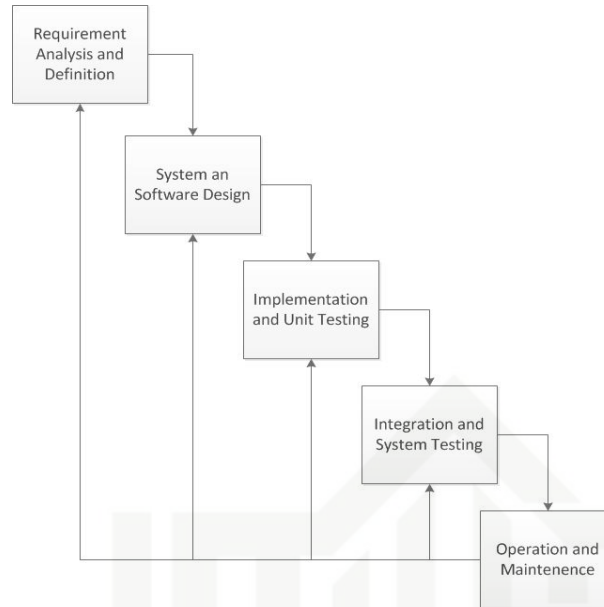 Requirement
Analysis and
Definition
System an
Software Design
Implementation
and Unit Testing
Integration and
System Testing
Operation and
Maintenence